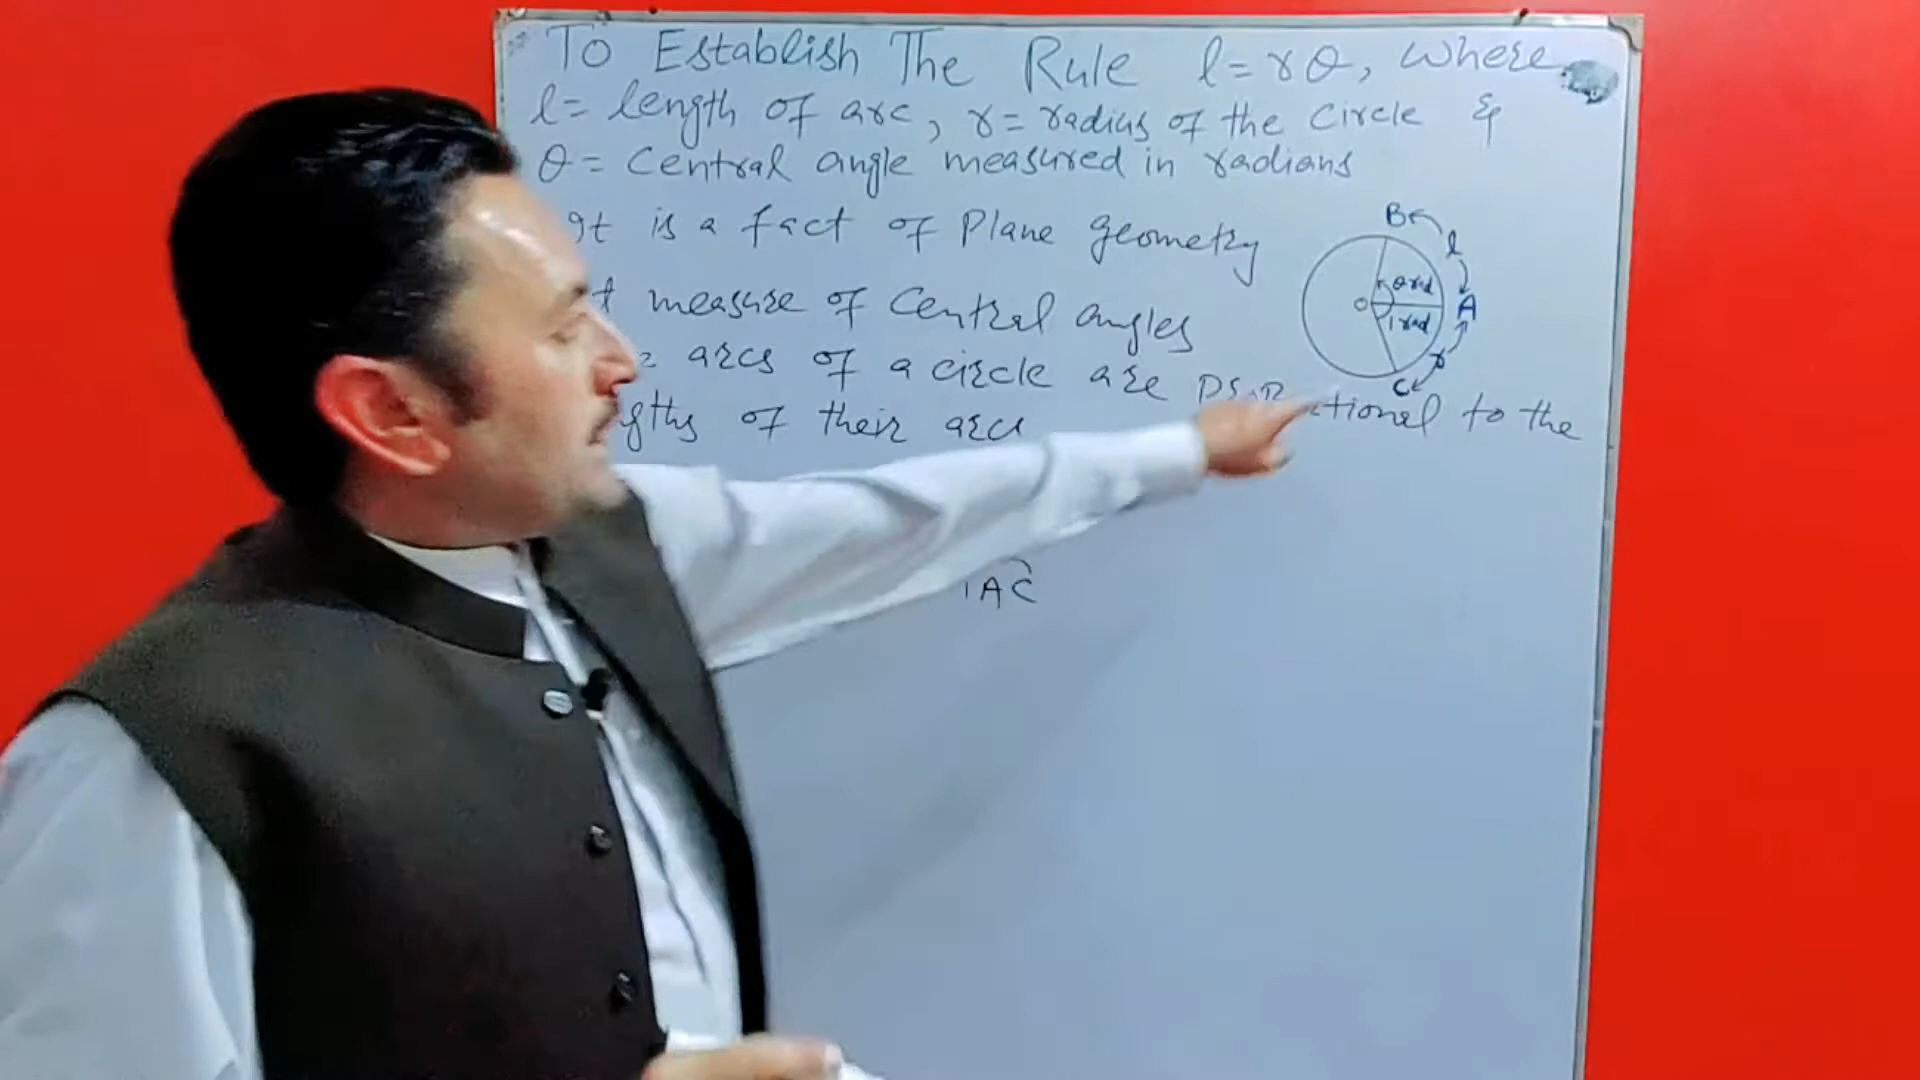 To Establish The Rule l = rθ, where
l = length of arc, r = radius of the circle &
θ = Central angle measured in radians
It is a fact of Plane geometry
measure of Central angles
arcs of a circle are tional to the
of their arcs
B
l
θ rad
O
A
1 rad
r
C
AC